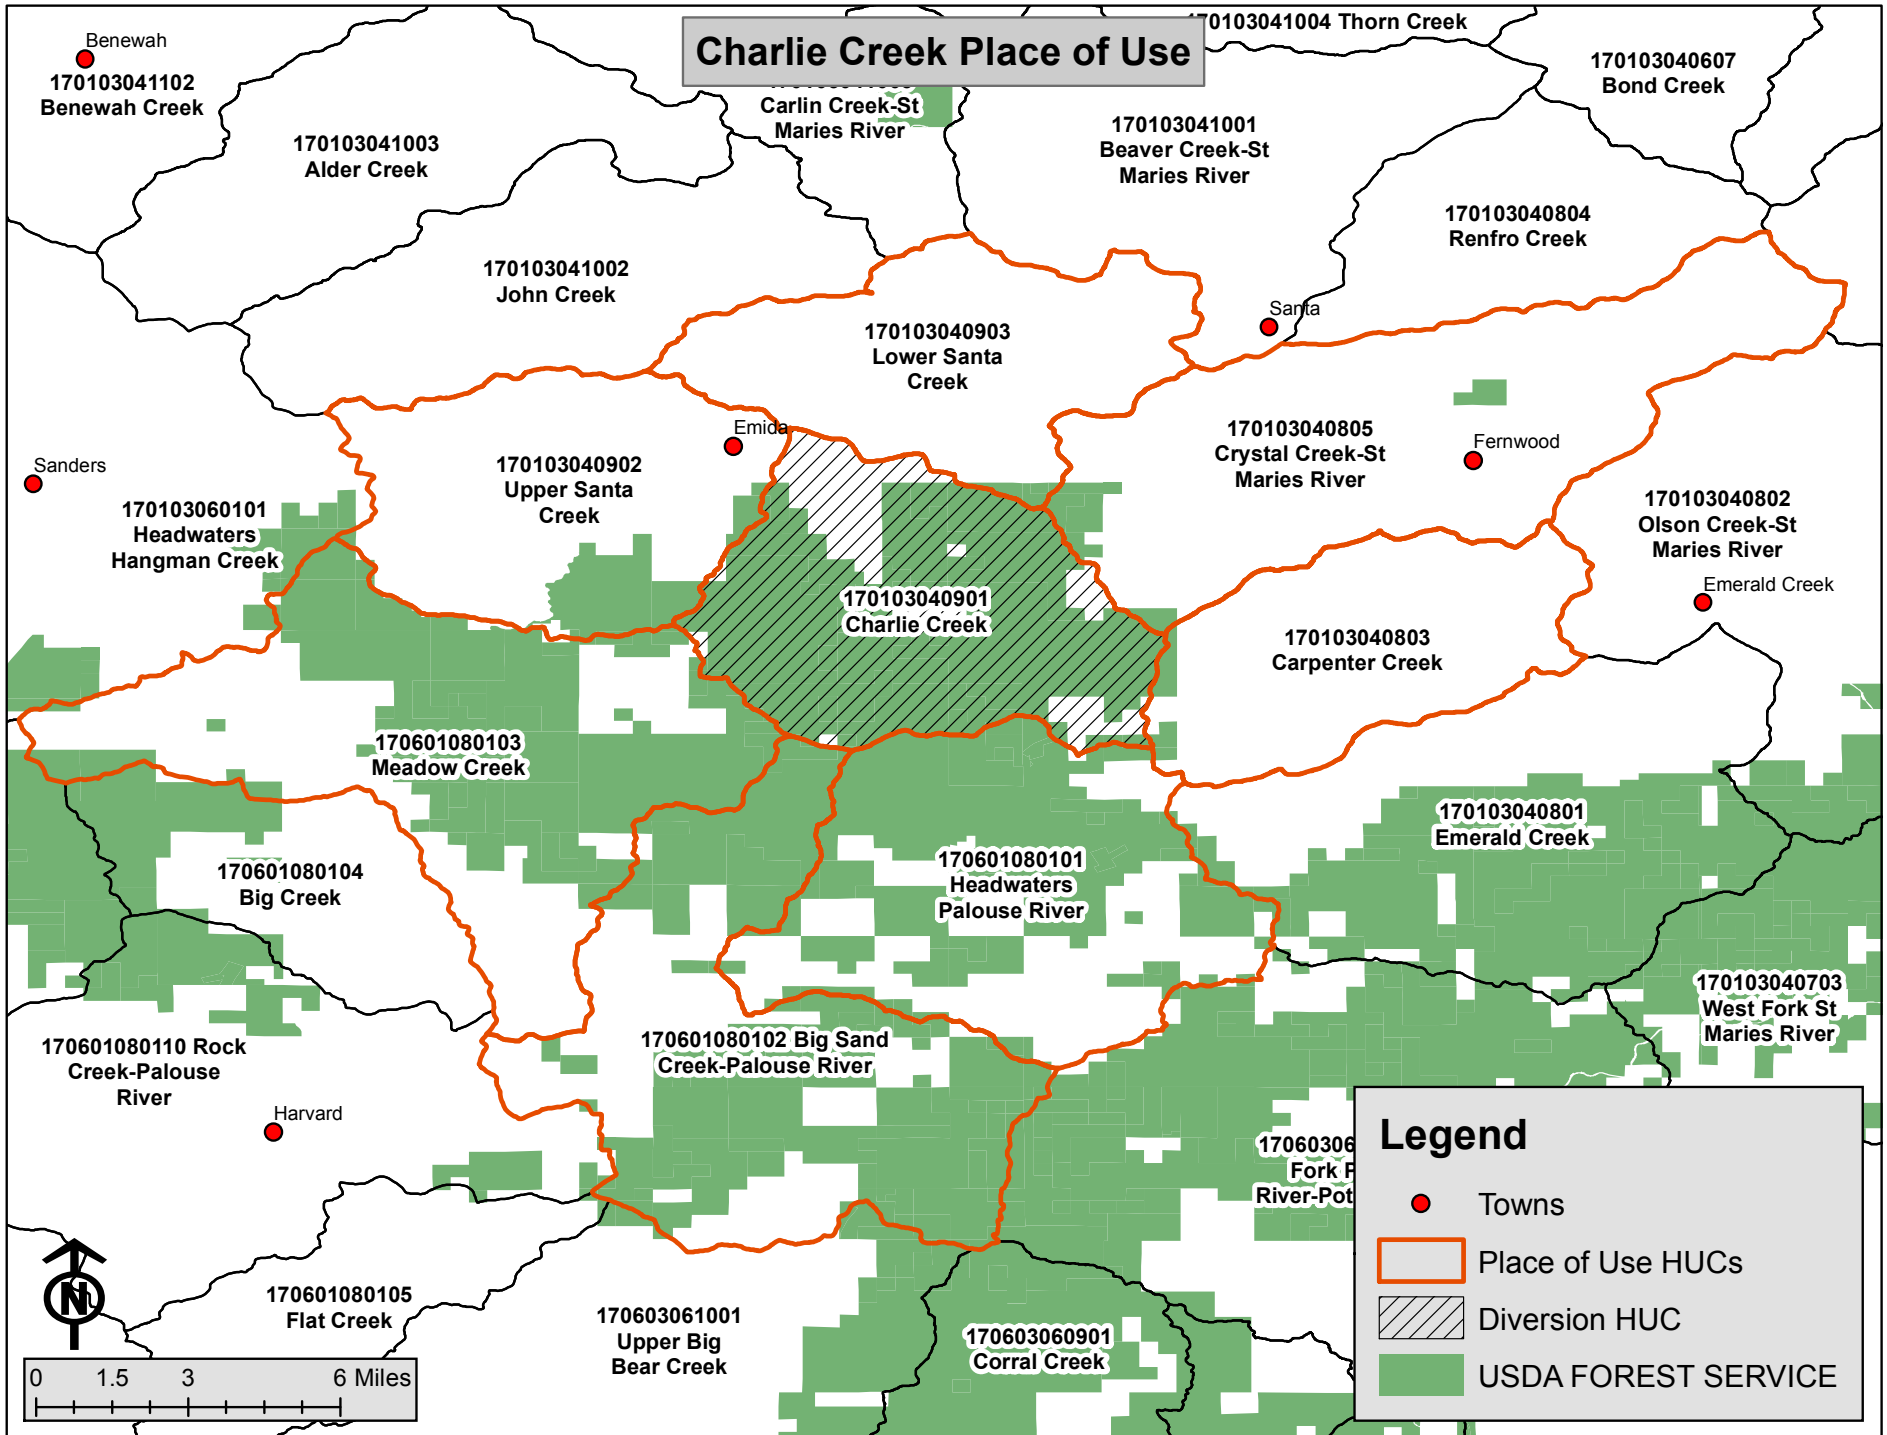 Charlie Creek Place of Use
170103041004 Thorn Creek
Benewah
170103041102
Benewah Creek
170103040607
Bond Creek
Carlin Creek-St
Maries River
170103041003
Alder Creek
170103041001
Beaver Creek-St
Maries River
170103040804
Renfro Creek
170103041002
John Creek
Santa
170103040903
Lower Santa
Creek
Emida
170103040805
Crystal Creek-St
Maries River
Fernwood
Sanders
170103040902
Upper Santa
Creek
170103060101
Headwaters
Hangman Creek
170103040802
Olson Creek-St
Maries River
Emerald Creek
170103040901
Charlie Creek
170103040803
Carpenter Creek
170601080103
Meadow Creek
170103040801
Emerald Creek
170601080104
Big Creek
170601080101
Headwaters
Palouse River
170103040703
West Fork St
Maries River
170601080110 Rock
Creek-Palouse
River
170601080102 Big Sand
Creek-Palouse River
Harvard
17060306
Fork
River-Pot
170601080105
Flat Creek
170603061001
Upper Big
Bear Creek
170603060901
Corral Creek
Legend
Towns
Place of Use HUCs
Diversion HUC
USDA FOREST SERVICE
N
0 1.5 3 6 Miles